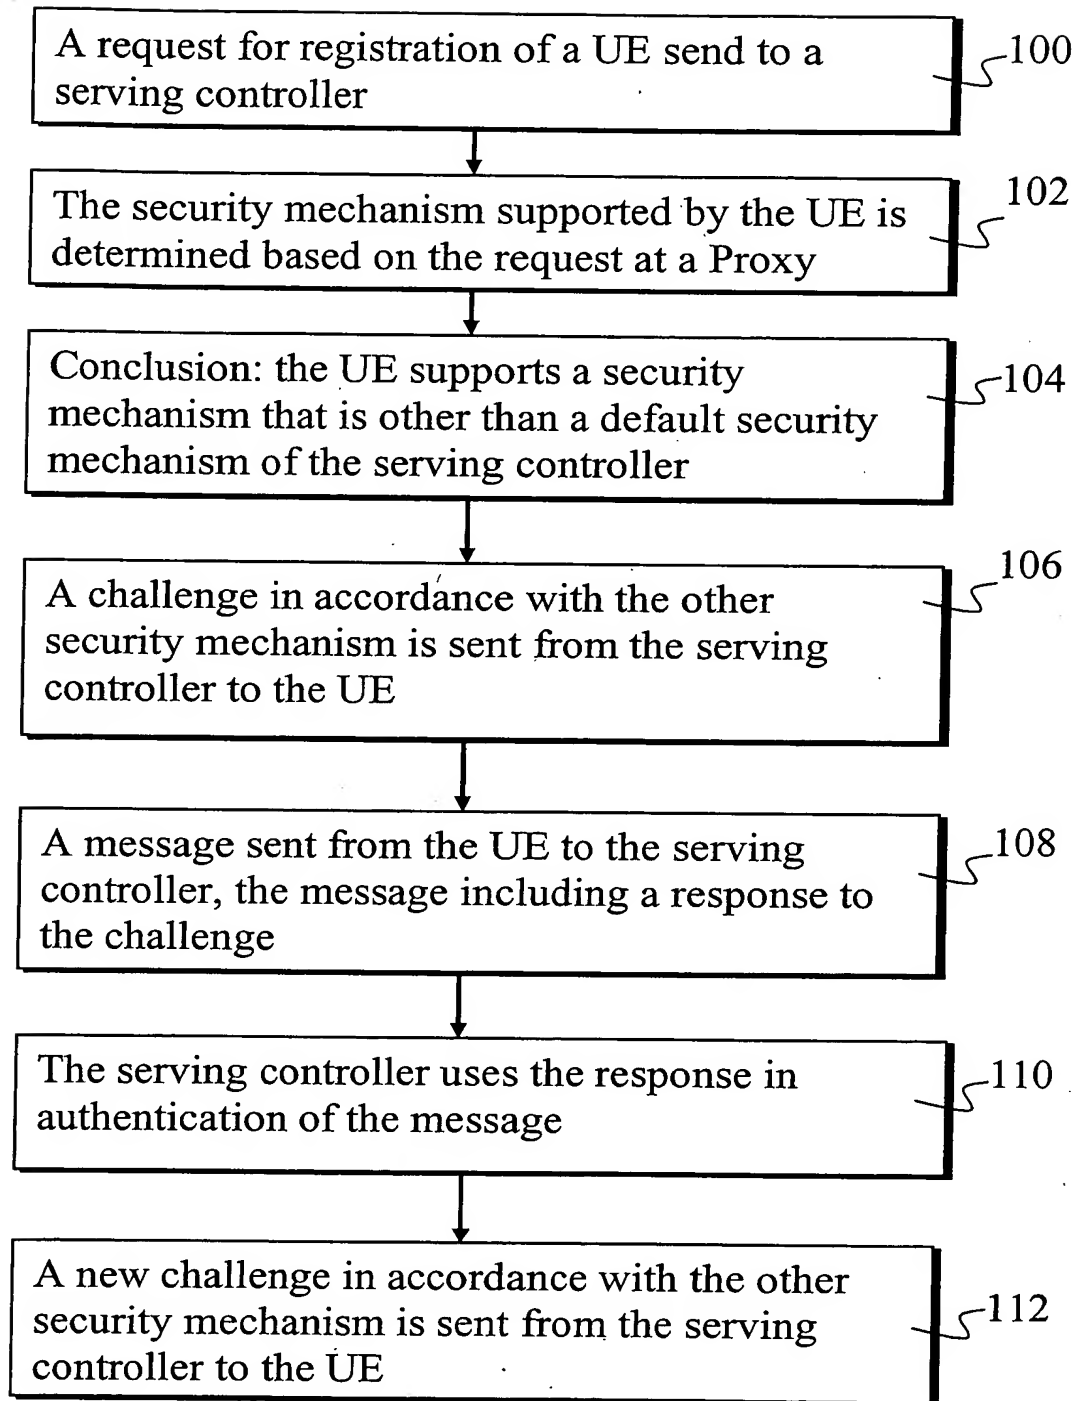 A request for registration of a UE send to a
serving controller
100
The security mechanism supported by the UE is
determined based on the request at a Proxy
102
Conclusion: the UE supports a security
mechanism that is other than a default security
mechanism of the serving controller
104
A challenge in accordance with the other
security mechanism is sent from the serving
controller to the UE
106
A message sent from the UE to the serving
controller, the message including a response to
the challenge
108
The serving controller uses the response in
authentication of the message
110
A new challenge in accordance with the other
security mechanism is sent from the serving
controller to the UE
112